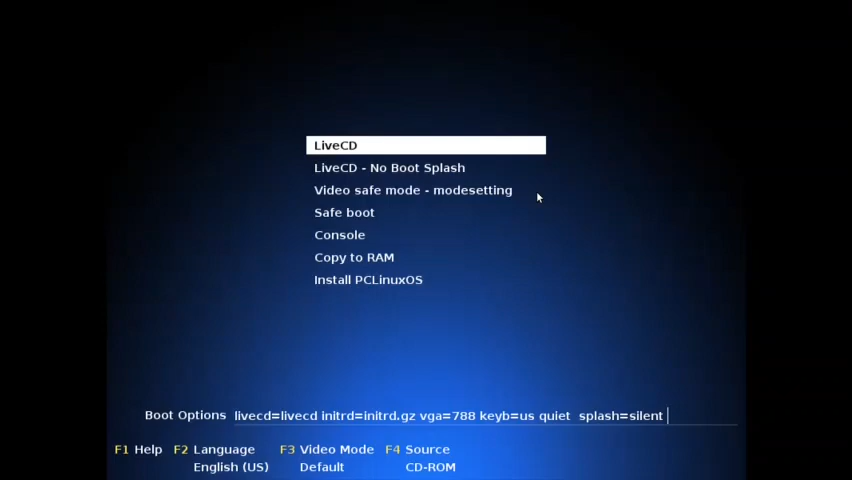 LiveCD
LiveCD - No Boot Splash
Video safe mode - modesetting
Safe boot
Console
Copy to RAM
Install PCLinuxOS
Boot Options livecd=livecd initrd=initrd.gz vga=788 keyb=us quiet  splash=silent
F1 Help F2 Language F3 Video Mode F4 Source
English (US) Default CD-ROM